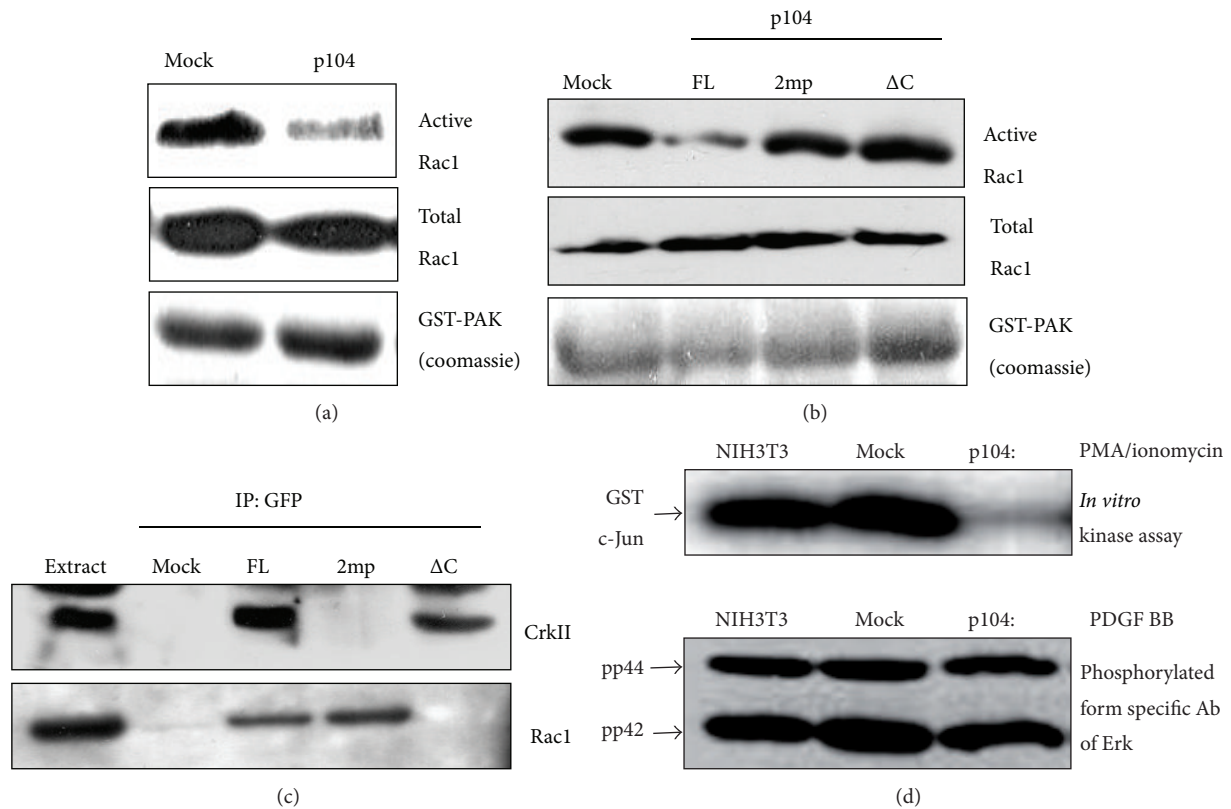 Mock p104
Active
Rac1
Total
Rac1
GST-PAK
(coomassie)
(a)
p104
Mock FL 2mp ΔC
Active
Rac1
Total
Rac1
GST-PAK
(coomassie)
(b)
IP: GFP
Extract Mock FL 2mp ΔC
CrkII
Rac1
(c)
NIH3T3 Mock p104: PMA/ionomycin
GST
c-Jun
In vitro
kinase assay
NIH3T3 Mock p104: PDGF BB
pp44
pp42
Phosphorylated
form specific Ab
of Erk
(d)